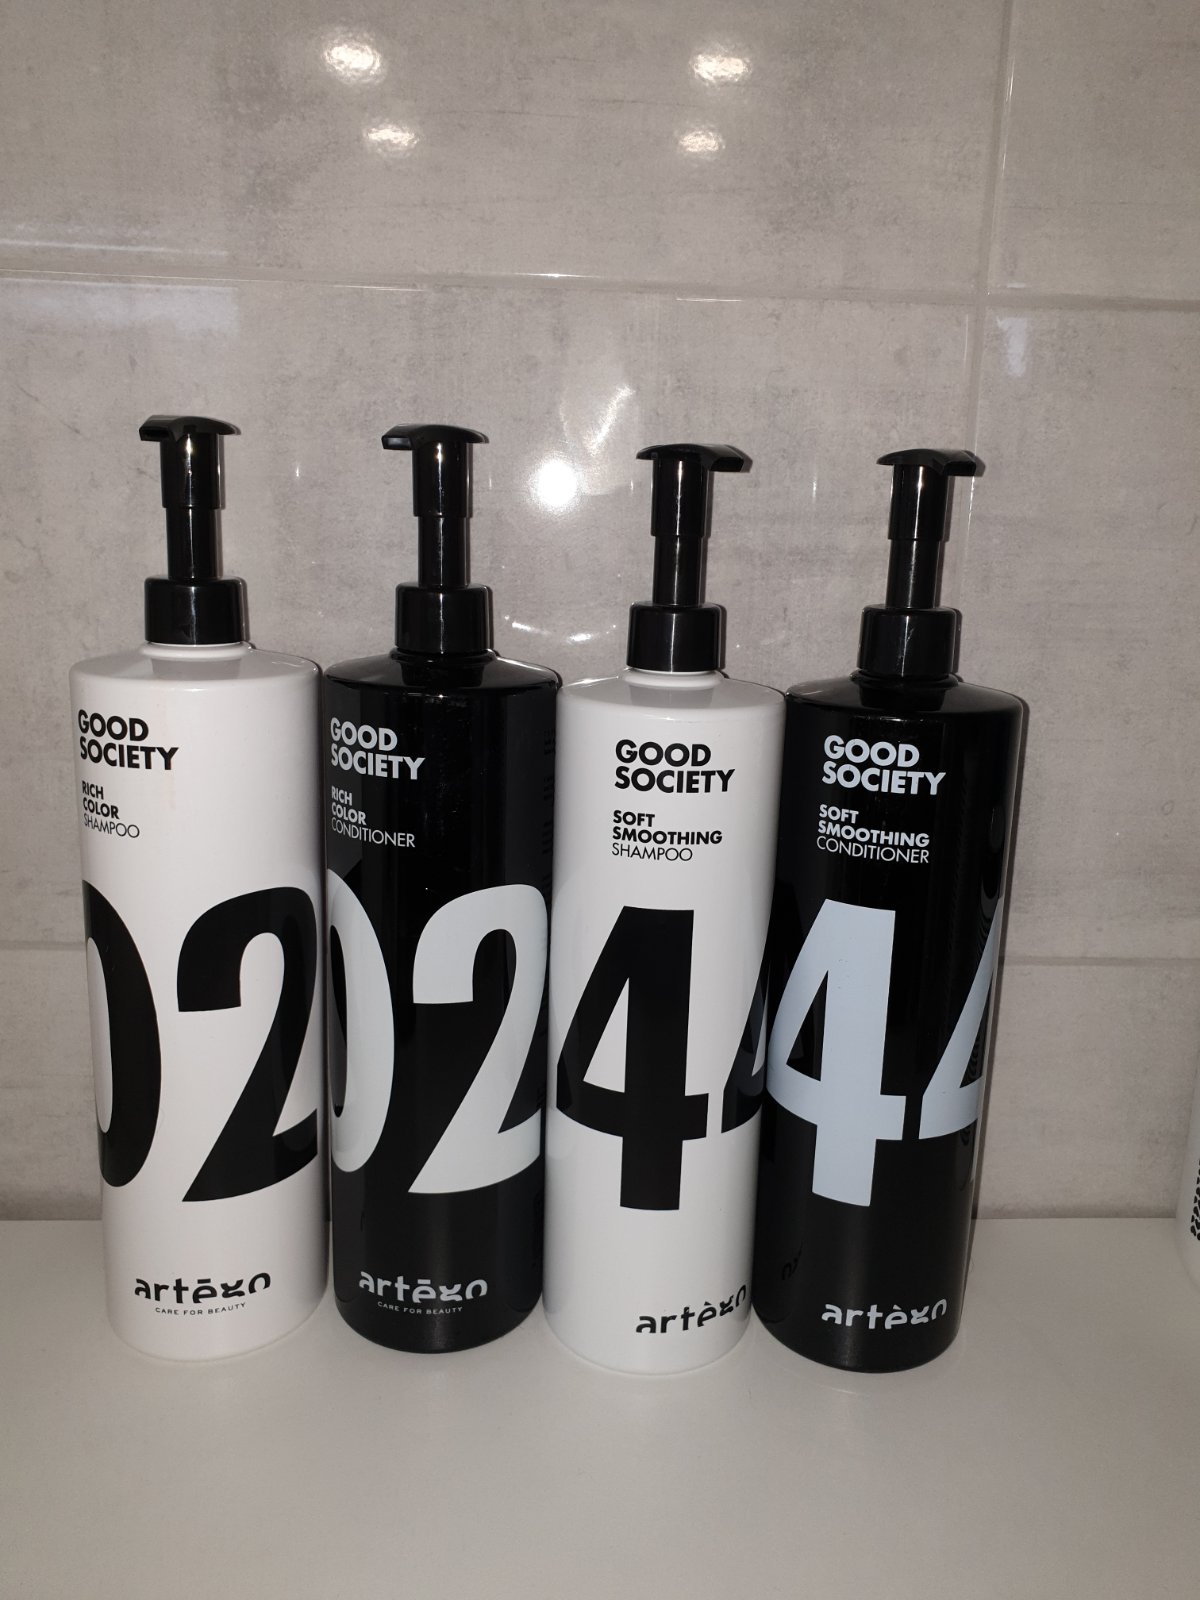 GOOD
SOCIETY
RICH
COLOR
SHAMPOO
02
artègo
CARE FOR BEAUTY
GOOD
SOCIETY
RICH
COLOR
CONDITIONER
02
artègo
CARE FOR BEAUTY
GOOD
SOCIETY
SOFT
SMOOTHING
SHAMPOO
44
artègo
GOOD
SOCIETY
SOFT
SMOOTHING
CONDITIONER
44
artègo